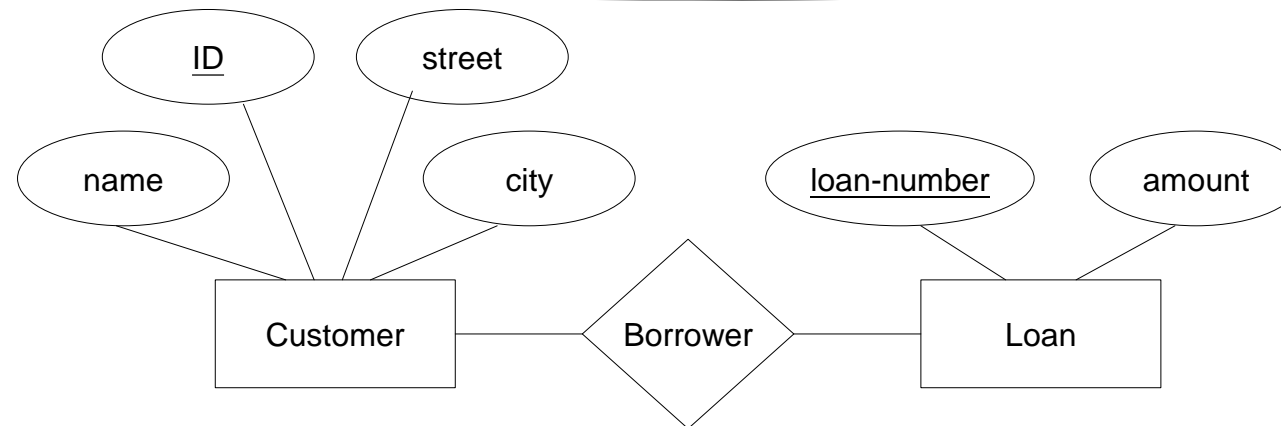 ID
street
name
city
loan-number
amount
Customer
Borrower
Loan